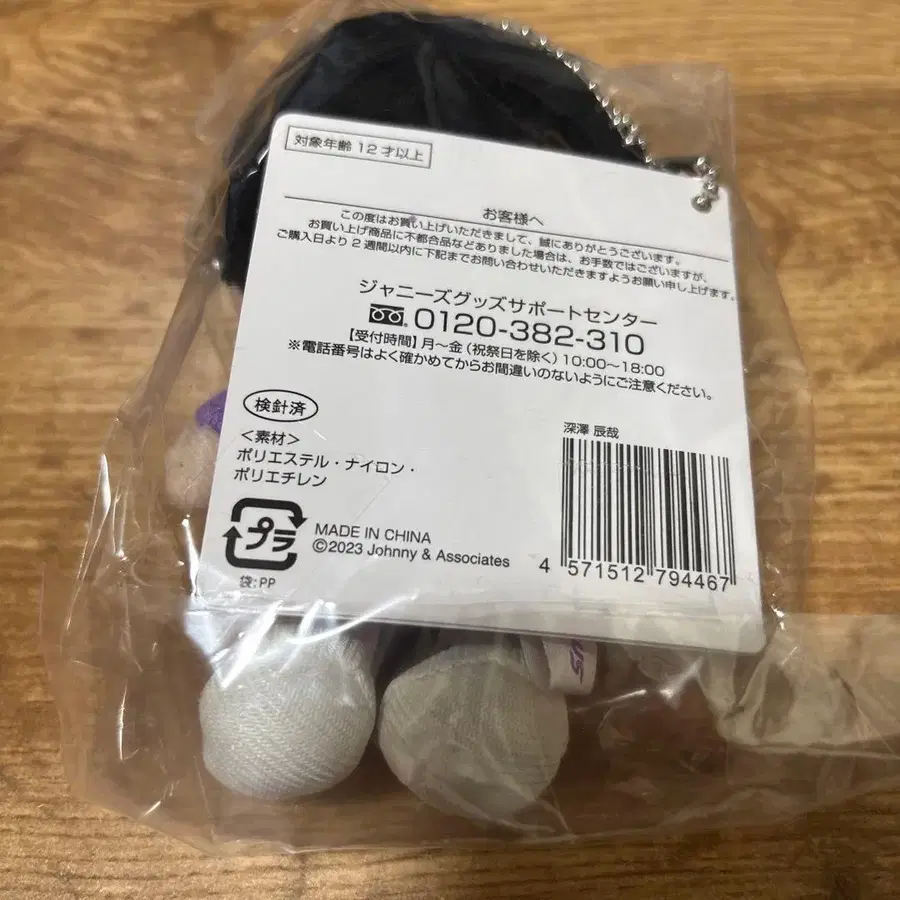 対象年齢 12 才以上
お客様へ
この度はお買い上げいただきまして、誠にありがとうございます。
お買い上げ商品に不都合品などありました場合は、お手数ではございますが、
ご購入日より2週間以内に下記までお問い合わせいただきますようお願い申し上げます。
ジャニーズグッズサポートセンター
0120-382-310
【受付時間】月〜金(祝祭日を除く)10:00〜18:00
※電話番号はよく確かめてからお間違いのないようにご注意ください。
検針済
<素材>
ポリエステル・ナイロン・
ポリエチレン
プラ
袋:PP
MADE IN CHINA
©2023 Johnny & Associates
深澤 辰哉
4 571512 794467